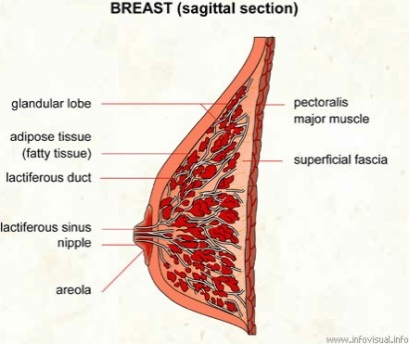 BREAST (sagittal section)
glandular lobe
adipose tissue
(fatty tissue)
lactiferous duct
lactiferous sinus
nipple
areola
pectoralis
major muscle
superficial fascia
www.infovisual.info